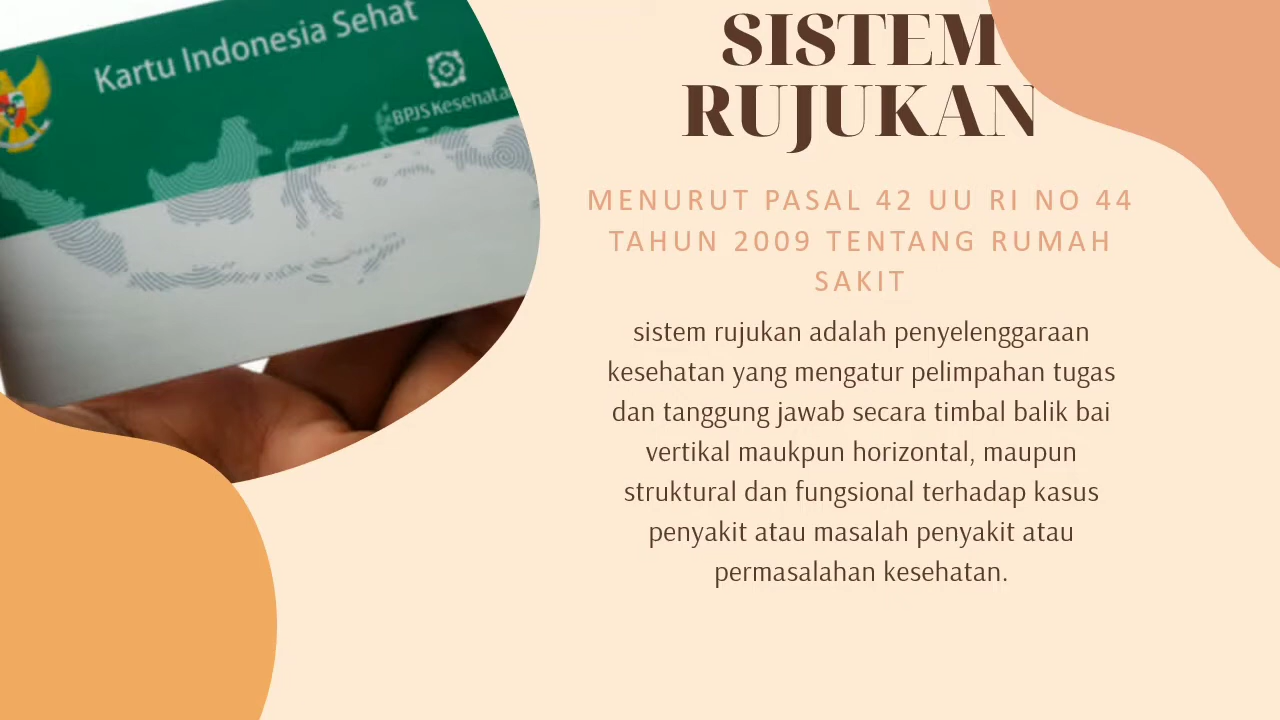 Kartu Indonesia Sehat
BPJS Kesehata
SISTEM
RUJUKAN
MENURUT PASAL 42 UU RI NO 44
TAHUN 2009 TENTANG RUMAH
SAKIT
sistem rujukan adalah penyelenggaraan
kesehatan yang mengatur pelimpahan tugas
dan tanggung jawab secara timbal balik bai
vertikal maukpun horizontal, maupun
struktural dan fungsional terhadap kasus
penyakit atau masalah penyakit atau
permasalahan kesehatan.